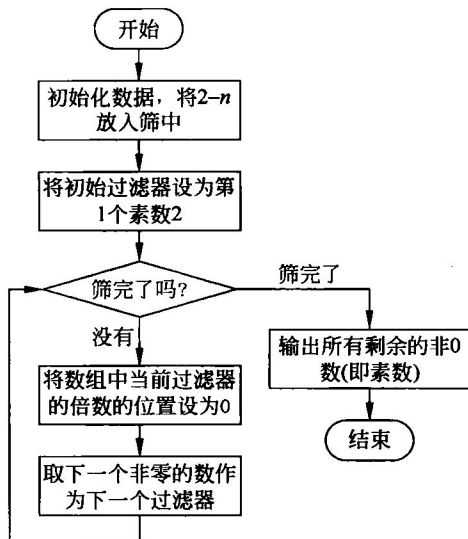 开始
初始化数据，将2–n
放入筛中
将初始过滤器设为第
1个素数2
筛完了吗?
筛完了
没有
输出所有剩余的非0
数(即素数)
将数组中当前过滤器
的倍数的位置设为0
结束
取下一个非零的数作
为下一个过滤器